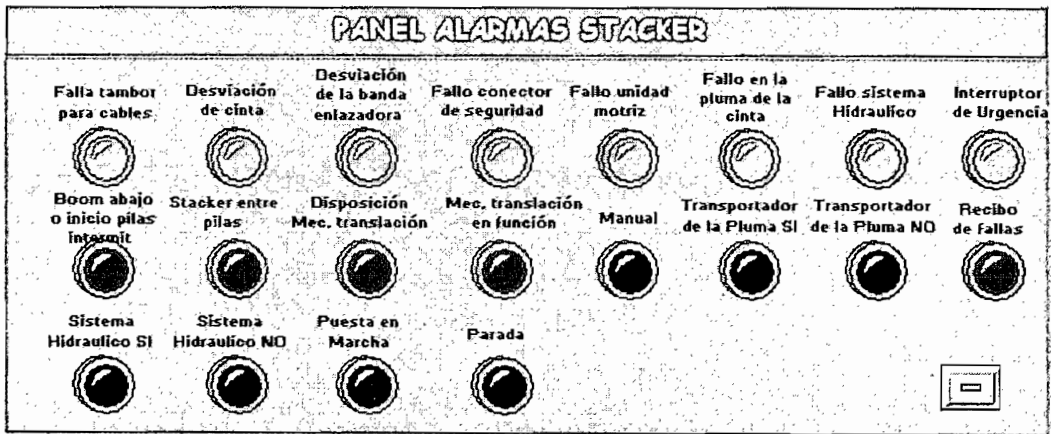 PANEL ALARMAS STACKER
Falla tambor
para cables
Desviación
de cinta
Desviación
de la banda
enlazadora
Fallo conector
de seguridad
Fallo unidad
motriz
Fallo en la
pluma de la
cinta
Fallo sistema
Hidraulico
Interruptor
de Urgencia
Boom abajo
o inicio pilas
intermit
Stacker entre
pilas
Disposición
Mec. translación
Mec. translación
en función
Manual
Transportador
de la Pluma SI
Transportador
de la Pluma NO
Recibo
de fallas
Sistema
Hidraulico SI
Sistema
Hidraulico NO
Puesta en
Marcha
Parada